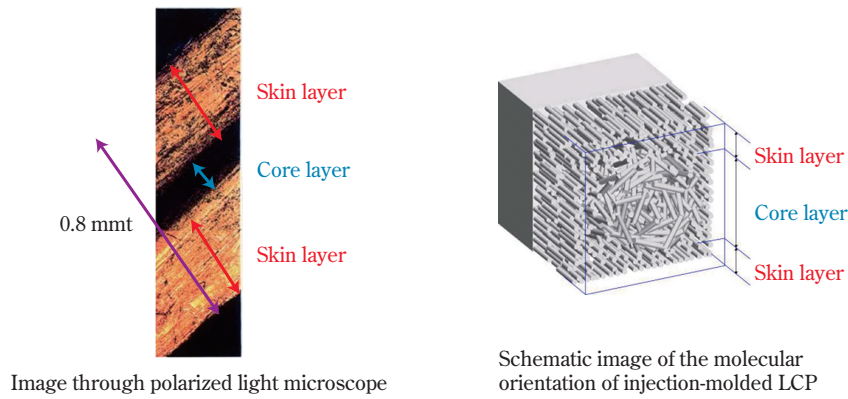 Skin layer
Core layer
0.8 mmt
Skin layer
Image through polarized light microscope
Skin layer
Core layer
Skin layer
Schematic image of the molecular
orientation of injection-molded LCP